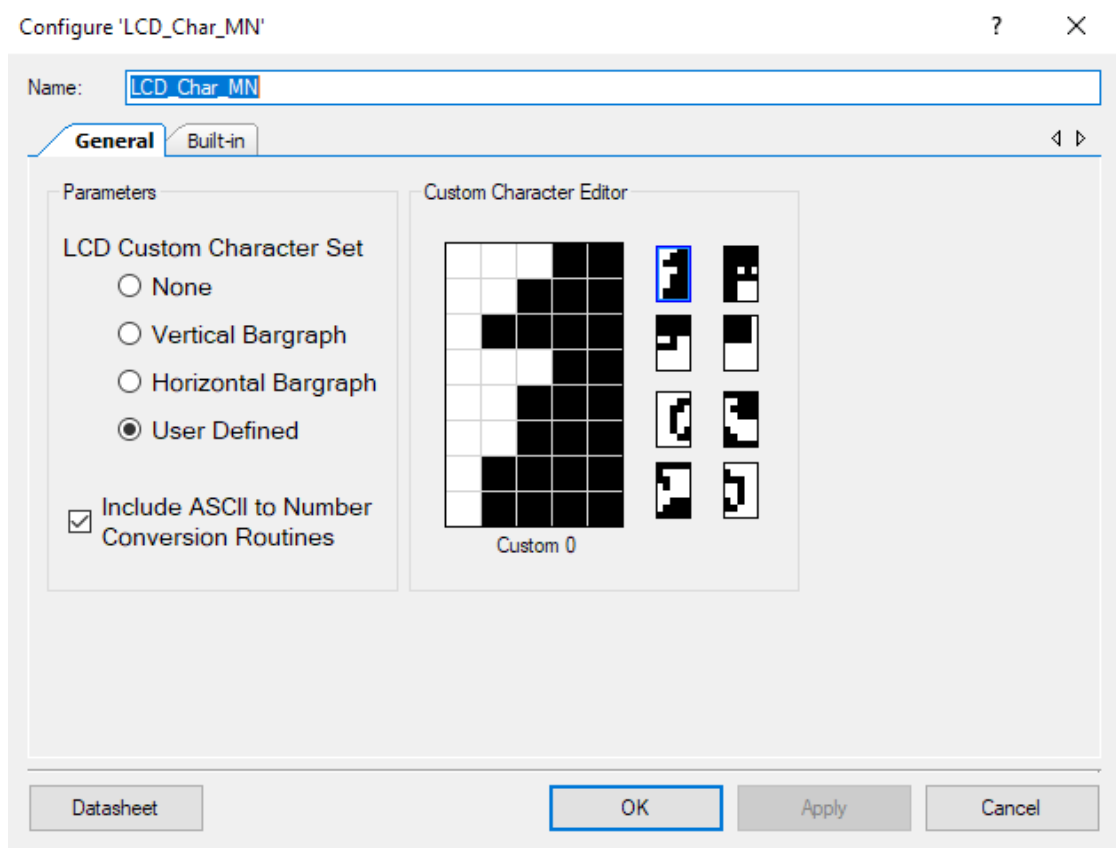 Configure 'LCD_Char_MN'
?
Name:
LCD_Char_MN
General
Built-in
Parameters
LCD Custom Character Set
None
Vertical Bargraph
Horizontal Bargraph
User Defined
Include ASCII to Number
Conversion Routines
Custom Character Editor
Custom 0
Datasheet
OK
Apply
Cancel